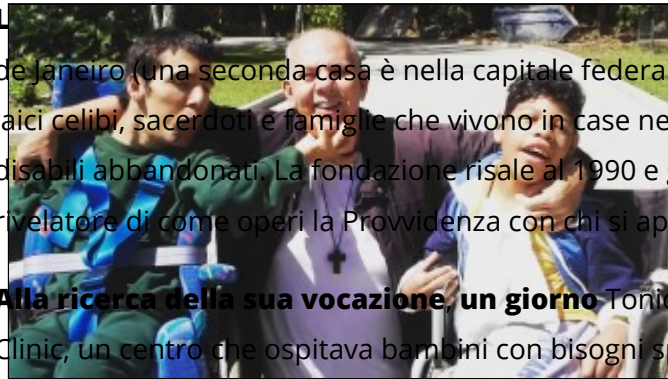 de Janeiro (una seconda casa è nella capitale federa
laici celibi, sacerdoti e famiglie che vivono in case ne
disabili abbandonati. La fondazione risale al 1990 e
rivelatore di come operi la Provvidenza con chi si ap
Alla ricerca della sua vocazione, un giorno Toni
Clinic, un centro che ospitava bambini con bisogni s